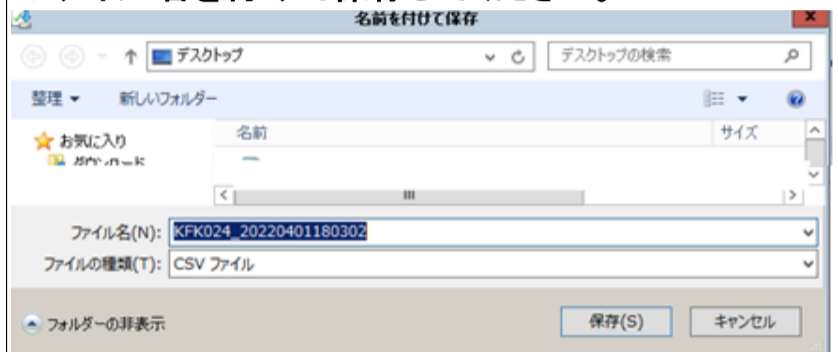 名前を付けて保存
デスクトップ
デスクトップの検索
整理 新しいフォルダー
お気に入り
名前 サイズ
ファイル名(N): KFK024_20220401180302
ファイルの種類(T): CSV ファイル
フォルダーの非表示 保存(S) キャンセル